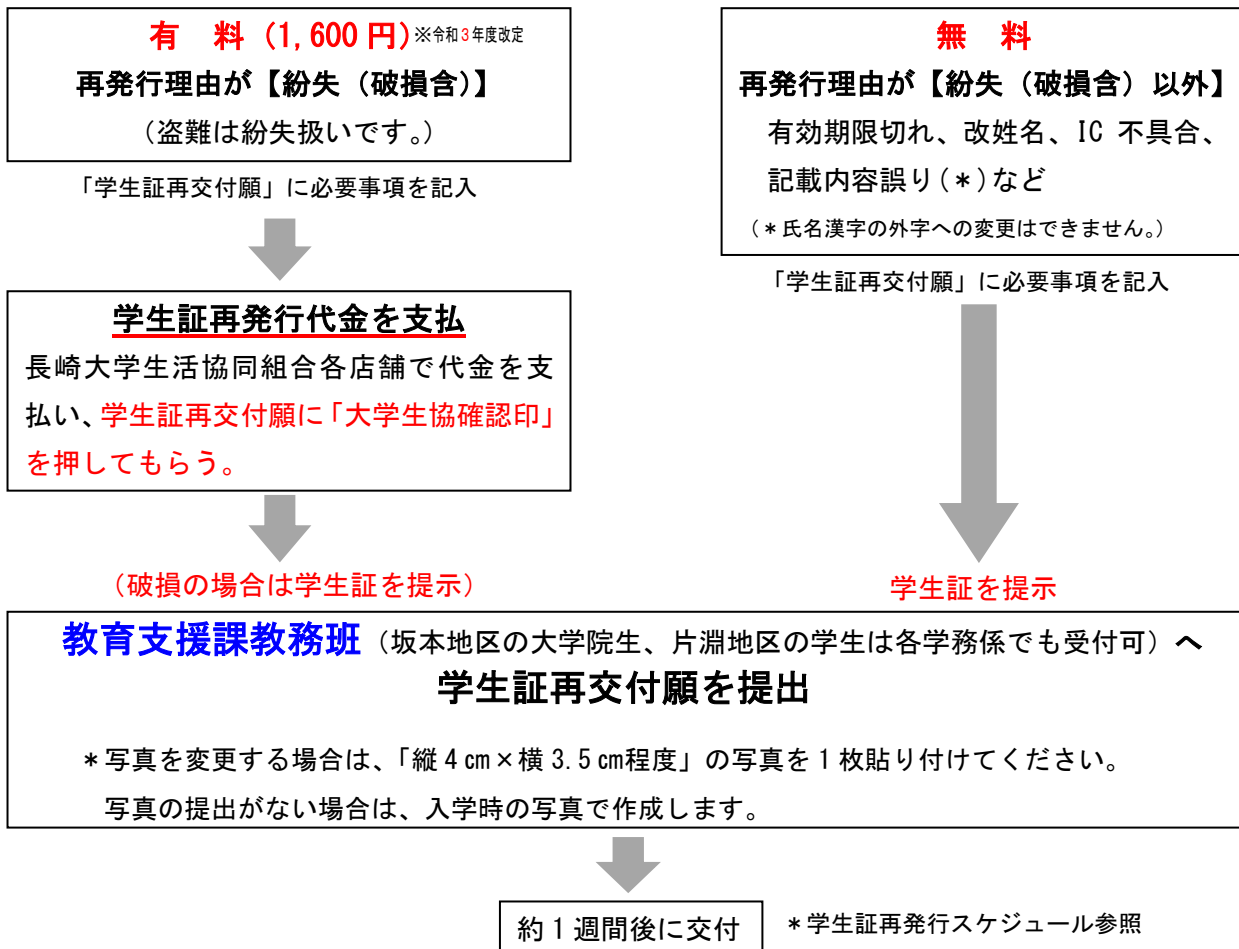 有　料（1,600 円）※令和3年度改定
再発行理由が【紛失（破損含）】
（盗難は紛失扱いです。）
「学生証再交付願」に必要事項を記入
学生証再発行代金を支払
長崎大学生活協同組合各店舗で代金を支
払い、学生証再交付願に「大学生協確認印」
を押してもらう。
（破損の場合は学生証を提示）
無　料
再発行理由が【紛失（破損含）以外】
有効期限切れ、改姓名、IC 不具合、
記載内容誤り(＊)など
（＊氏名漢字の外字への変更はできません。）
「学生証再交付願」に必要事項を記入
学生証を提示
教育支援課教務班（坂本地区の大学院生、片淵地区の学生は各学務係でも受付可）へ
学生証再交付願を提出
＊写真を変更する場合は、「縦４㎝×横 3.5 ㎝程度」の写真を１枚貼り付けてください。
写真の提出がない場合は、入学時の写真で作成します。
約１週間後に交付
＊学生証再発行スケジュール参照